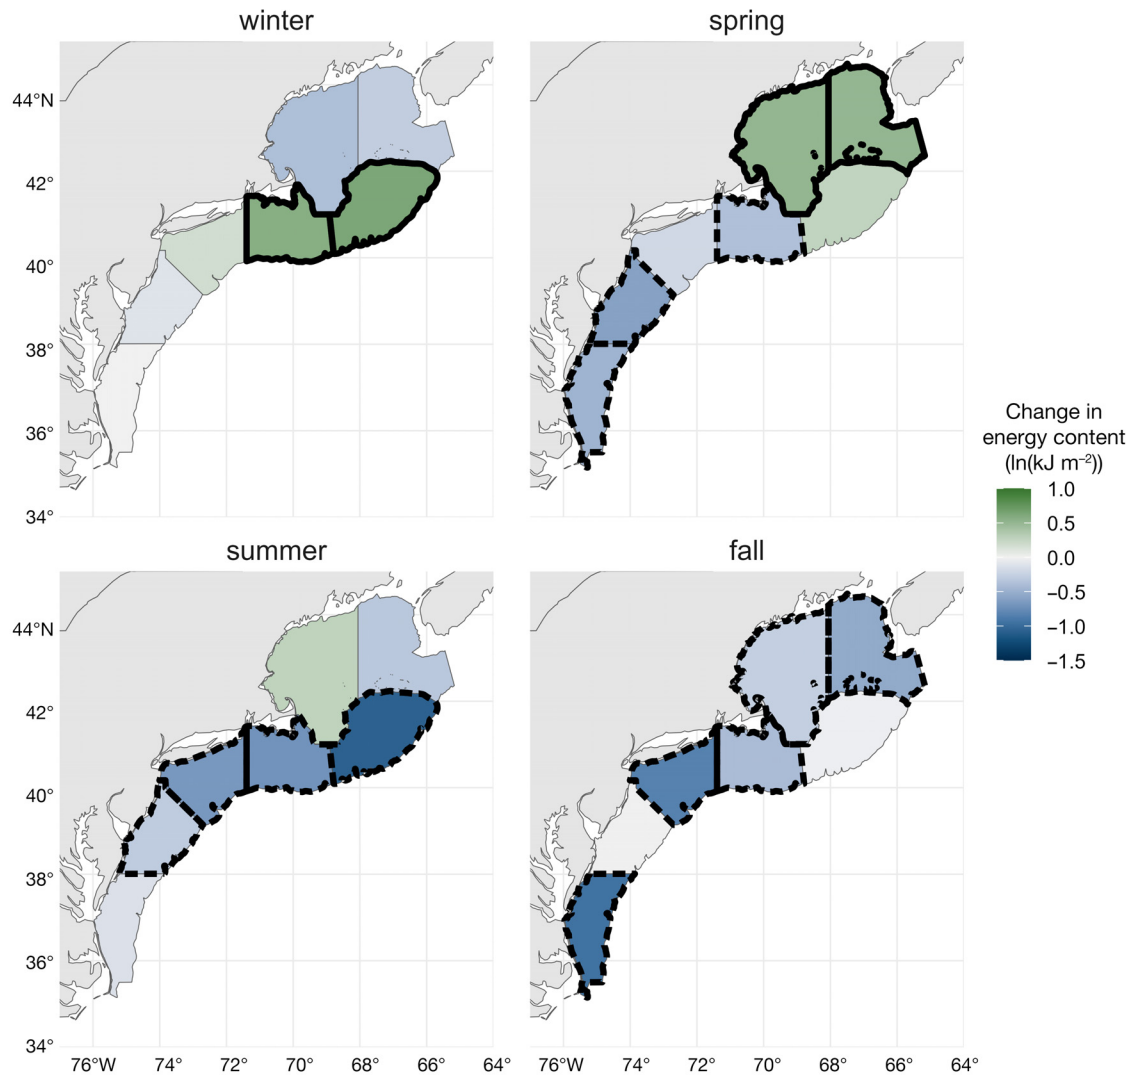 winter
spring
44°N
42°
40°
38°
36°
34°
Change in
energy content
(ln(kJ m⁻²))
1.0
0.5
0.0
−0.5
−1.0
−1.5
summer
fall
44°N
42°
40°
38°
36°
34°
76°W 74° 72° 70° 68° 66° 64°
76°W 74° 72° 70° 68° 66° 64°